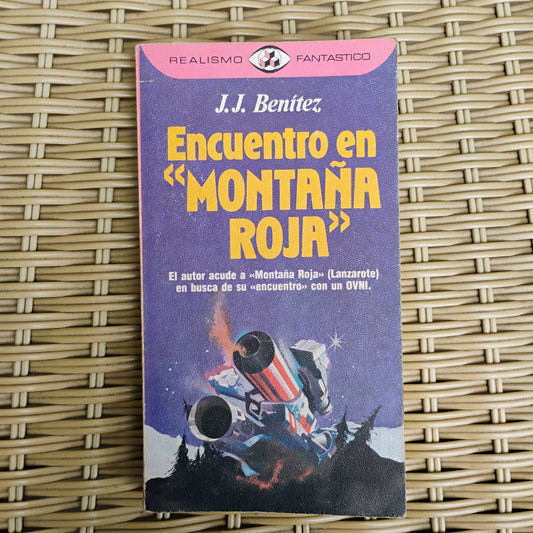 REALISMO FANTASTICO
J.J. Benítez
Encuentro en
«MONTAÑA
ROJA»
El autor acude a «Montaña Roja» (Lanzarote)
en busca de su «encuentro» con un OVNI.